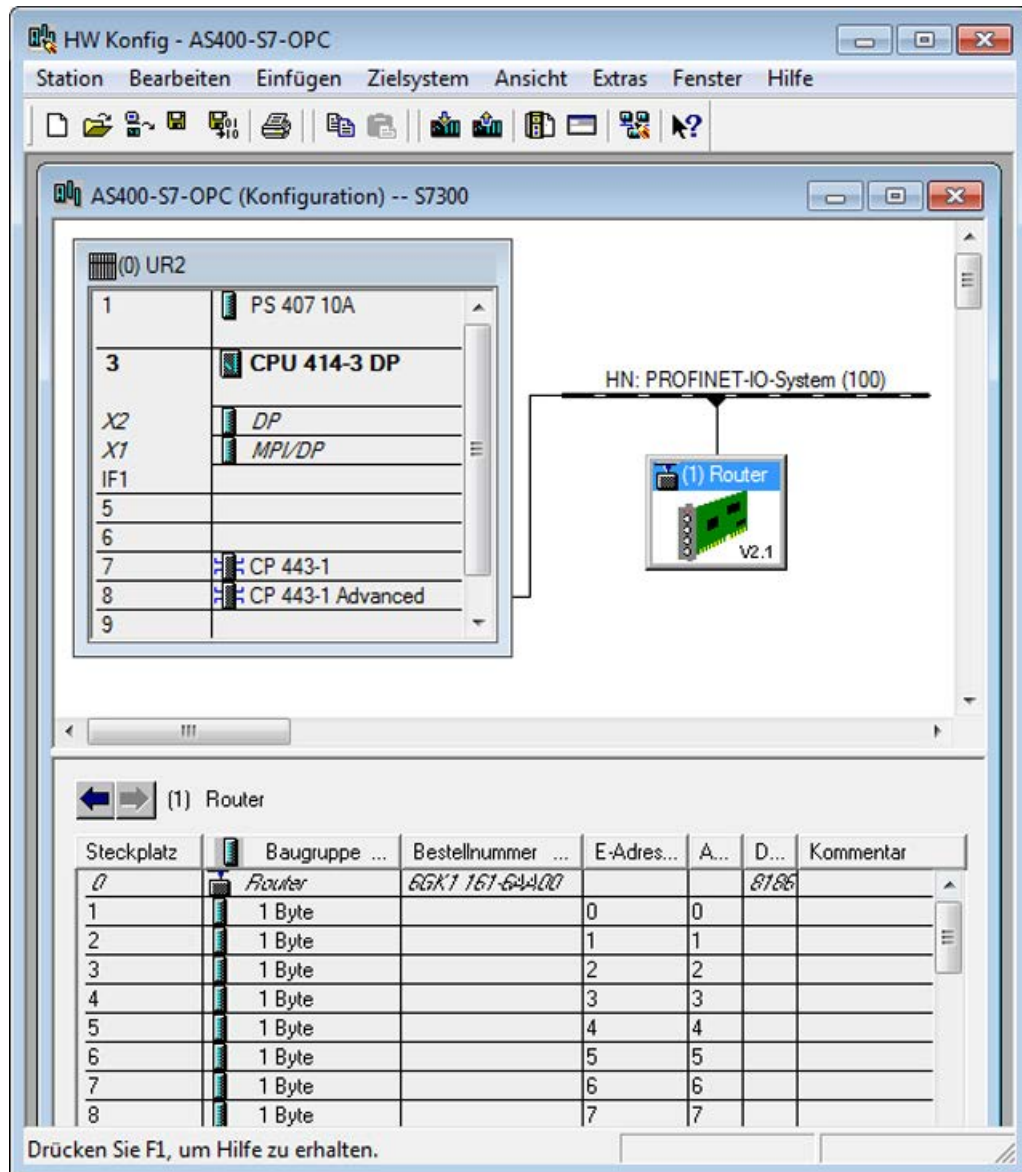 HW Konfig - AS400-S7-OPC
Station Bearbeiten Einfügen Zielsystem Ansicht Extras Fenster Hilfe
AS400-S7-OPC (Konfiguration) -- S7300
(0) UR2
1 PS 407 10A
3 CPU 414-3 DP
X2 DP
X1 MPI/DP
IF1
5
6
7 CP 443-1
8 CP 443-1 Advanced
9
HN: PROFINET-IO-System (100)
(1) Router
V2.1
(1) Router
Steckplatz Baugruppe ... Bestellnummer ... E-Adres... A... D... Kommentar
0 Router 6GK1 161-6AA00 8186
1 1 Byte 0 0
2 1 Byte 1 1
3 1 Byte 2 2
4 1 Byte 3 3
5 1 Byte 4 4
6 1 Byte 5 5
7 1 Byte 6 6
8 1 Byte 7 7
Drücken Sie F1, um Hilfe zu erhalten.